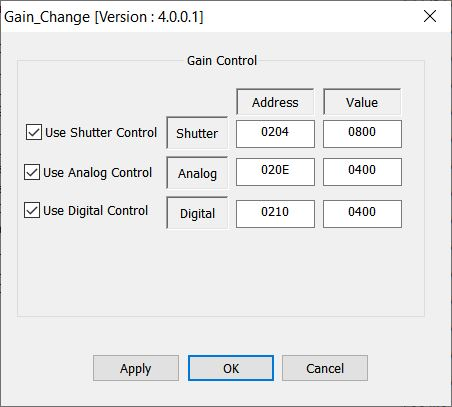 Gain_Change [Version : 4.0.0.1]
Gain Control
Address Value
Use Shutter Control Shutter 0204 0800
Use Analog Control Analog 020E 0400
Use Digital Control Digital 0210 0400
Apply OK Cancel